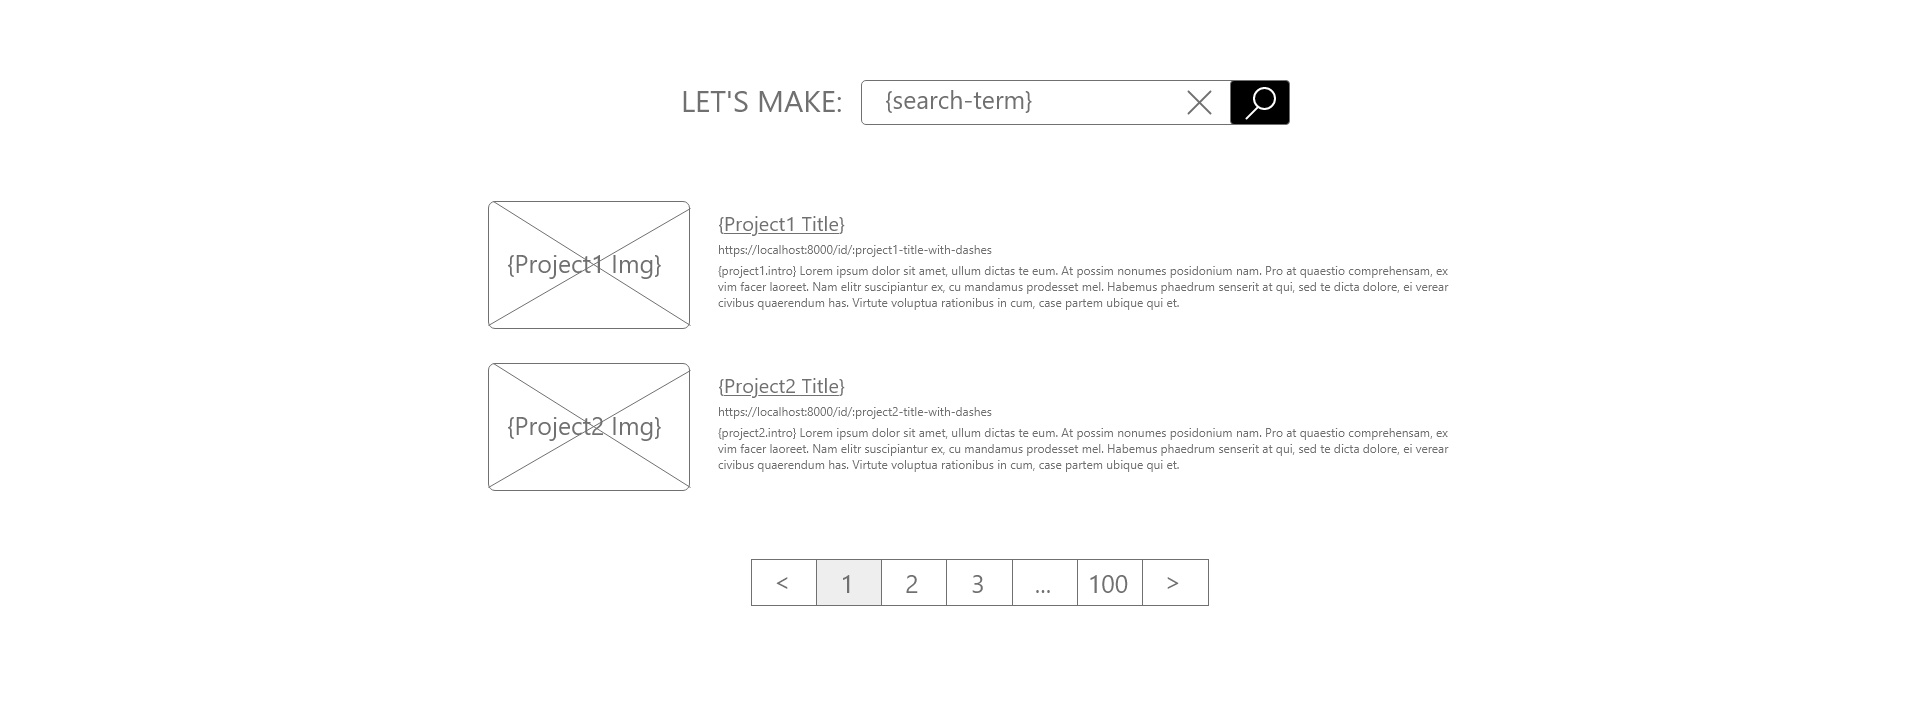 LET'S MAKE: {search-term}
{Project1 Img}
{Project1 Title}
https://localhost:8000/id/:project1-title-with-dashes
{project1.intro} Lorem ipsum dolor sit amet, ullum dictas te eum. At possim nonumes posidonium nam. Pro at quaestio comprehensam, ex
vim facer laoreet. Nam elitr suscipiantur ex, cu mandamus prodesset mel. Habemus phaedrum senserit at qui, sed te dicta dolore, ei verear
civibus quaerendum has. Virtute voluptua rationibus in cum, case partem ubique qui et.
{Project2 Img}
{Project2 Title}
https://localhost:8000/id/:project2-title-with-dashes
{project2.intro} Lorem ipsum dolor sit amet, ullum dictas te eum. At possim nonumes posidonium nam. Pro at quaestio comprehensam, ex
vim facer laoreet. Nam elitr suscipiantur ex, cu mandamus prodesset mel. Habemus phaedrum senserit at qui, sed te dicta dolore, ei verear
civibus quaerendum has. Virtute voluptua rationibus in cum, case partem ubique qui et.
< 1 2 3 ... 100 >